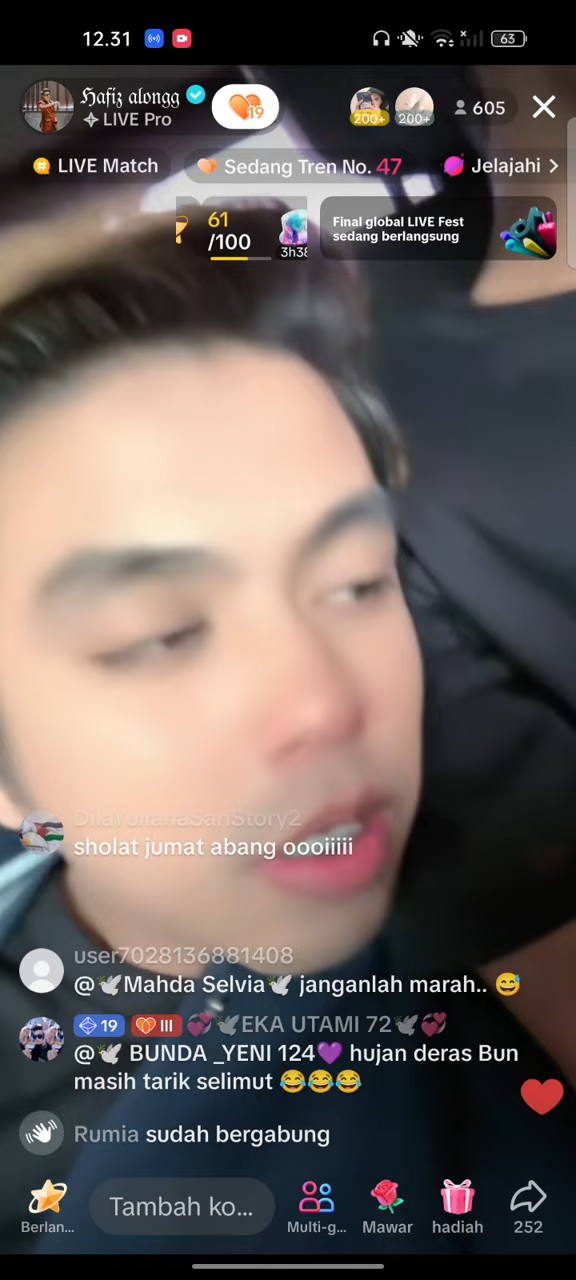 12.31
63
ℌ𝔞𝔣𝔦𝔷 𝔞𝔩𝔬𝔫𝔤𝔤
LIVE Pro
19
200+
200+
605
LIVE Match
Sedang Tren No. 47
Jelajahi
61
/100
3h38
Final global LIVE Fest
sedang berlangsung
LIVE
DilaYulianaSariStory2
sholat jumat abang oooiiiii
user7028136881408
@🕊Mahda Selvia🕊 janganlah marah.. 😅
19 III 💞🕊EKA UTAMI 72🕊💞
@🕊 BUNDA _YENI 124💜 hujan deras Bun
masih tarik selimut 😂😂😂
Rumia sudah bergabung
Berlan...
Tambah ko...
Multi-g...
Mawar
hadiah
252